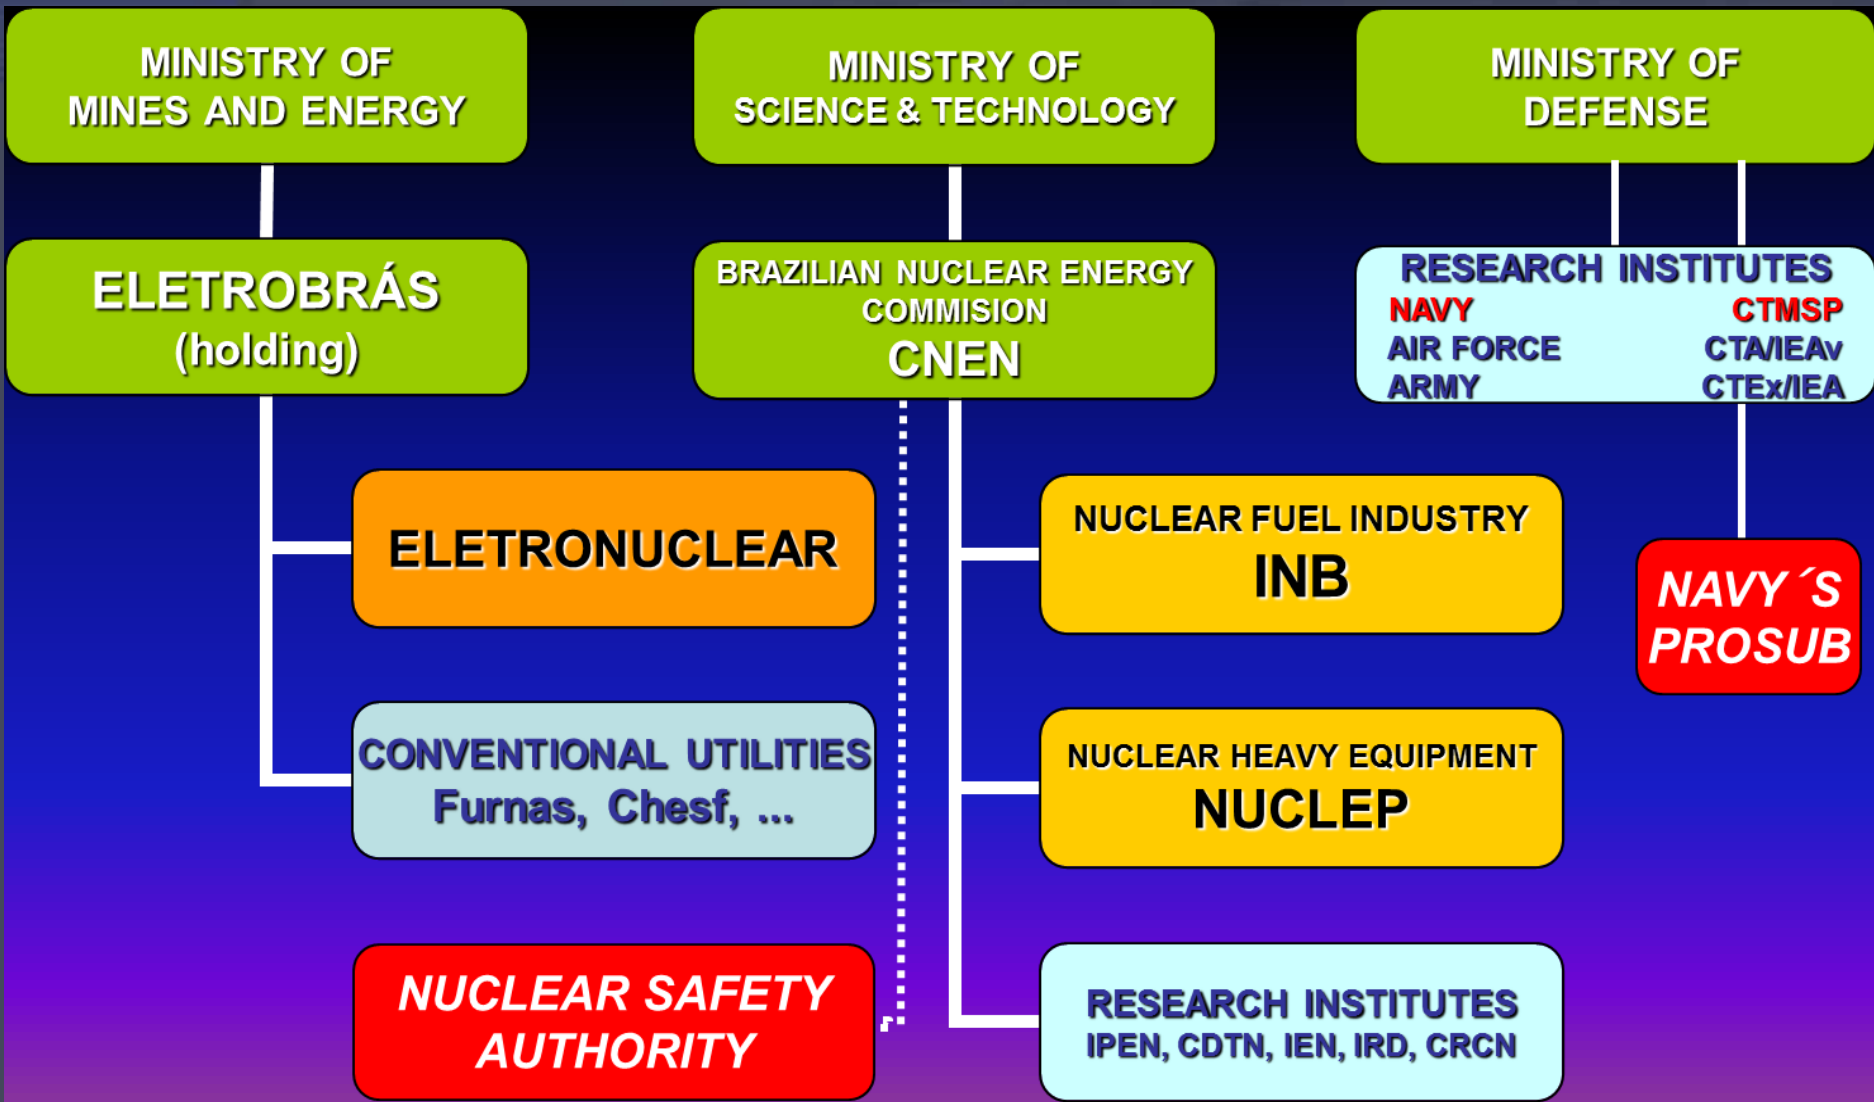 MINISTRY OF
MINES AND ENERGY
MINISTRY OF
SCIENCE & TECHNOLOGY
MINISTRY OF
DEFENSE
ELETROBRÁS
(holding)
BRAZILIAN NUCLEAR ENERGY
COMMISION
CNEN
RESEARCH INSTITUTES
NAVY CTMSP
AIR FORCE CTA/IEAv
ARMY CTEx/IEA
ELETRONUCLEAR
NUCLEAR FUEL INDUSTRY
INB
NAVY´S
PROSUB
CONVENTIONAL UTILITIES
Furnas, Chesf, ...
NUCLEAR HEAVY EQUIPMENT
NUCLEP
NUCLEAR SAFETY
AUTHORITY
RESEARCH INSTITUTES
IPEN, CDTN, IEN, IRD, CRCN